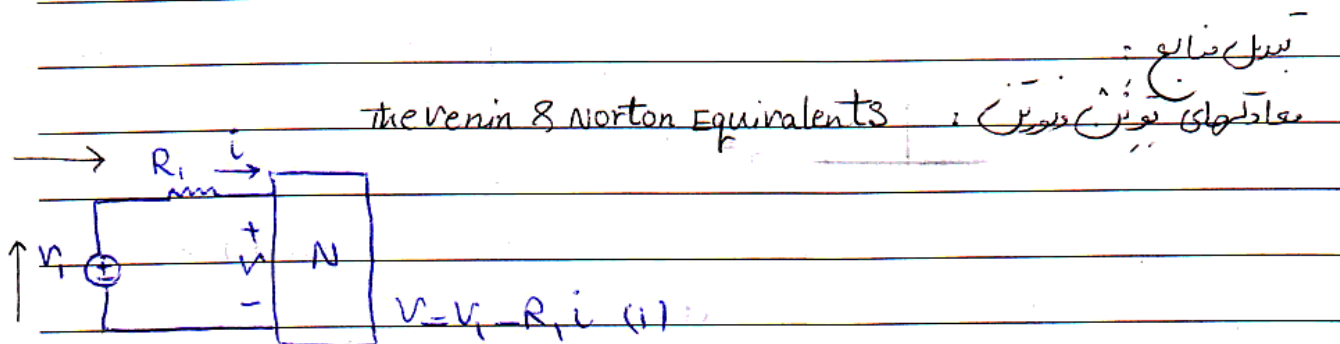 تبدیل منابع :
معادلهای تونن و نورتن : Thevenin & Norton Equivalents
R₁ i
V₁ + V - N
V = V₁ - R₁ i (1)